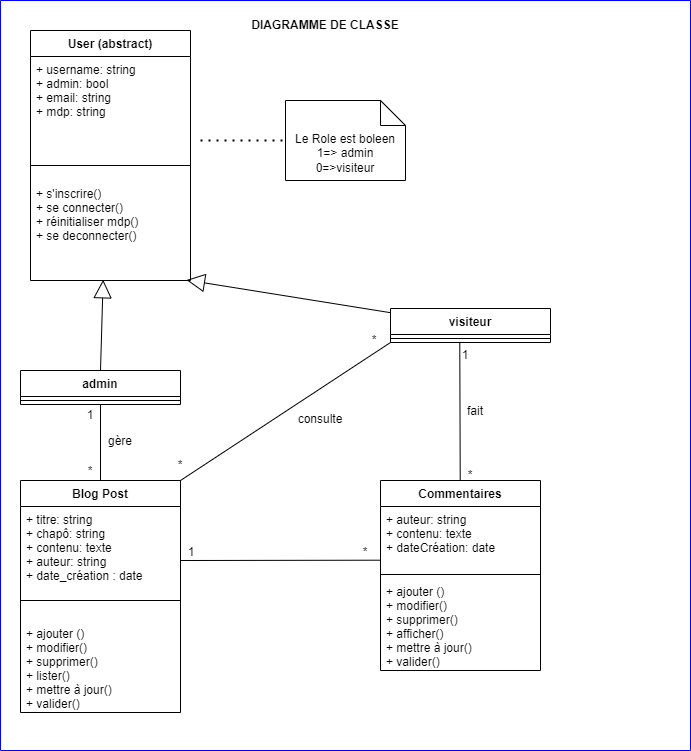 DIAGRAMME DE CLASSE
User (abstract)
+ username: string
+ admin: bool
+ email: string
+ mdp: string
Le Role est boleen
1=> admin
0=>visiteur
+ s'inscrire()
+ se connecter()
+ réinitialiser mdp()
+ se deconnecter()
visiteur
*
1
admin
1
consulte
fait
gère
*
*
*
Blog Post
+ titre: string
+ chapô: string
+ contenu: texte
+ auteur: string
+ date_création : date
+ ajouter ()
+ modifier()
+ supprimer()
+ lister()
+ mettre à jour()
+ valider()
1
*
Commentaires
+ auteur: string
+ contenu: texte
+ dateCréation: date
+ ajouter ()
+ modifier()
+ supprimer()
+ afficher()
+ mettre à jour()
+ valider()